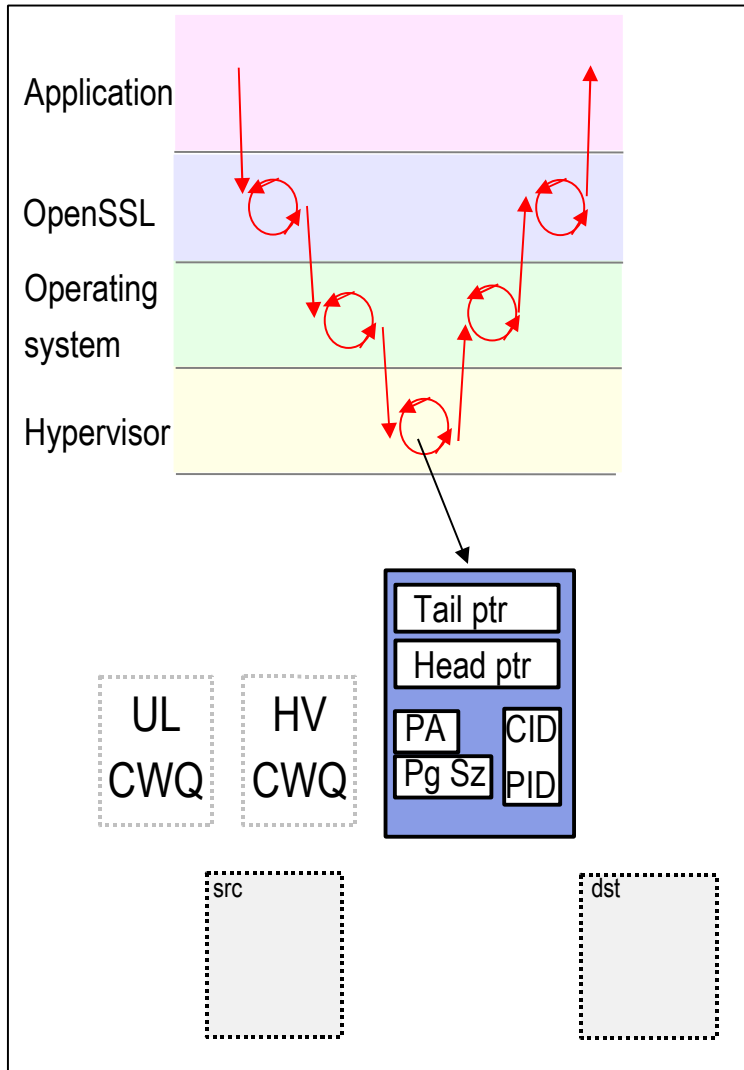 Application
OpenSSL
Operating
system
Hypervisor
Tail ptr
Head ptr
UL
CWQ
HV
CWQ
PA
Pg Sz
CID
PID
src
dst